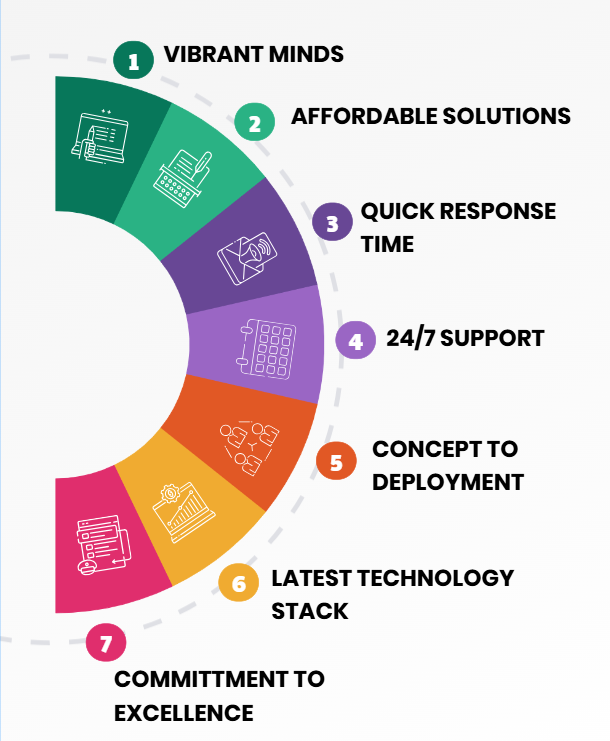 1 VIBRANT MINDS
2 AFFORDABLE SOLUTIONS
3 QUICK RESPONSE
TIME
4 24/7 SUPPORT
5 CONCEPT TO
DEPLOYMENT
6 LATEST TECHNOLOGY
STACK
7
COMMITTMENT TO
EXCELLENCE